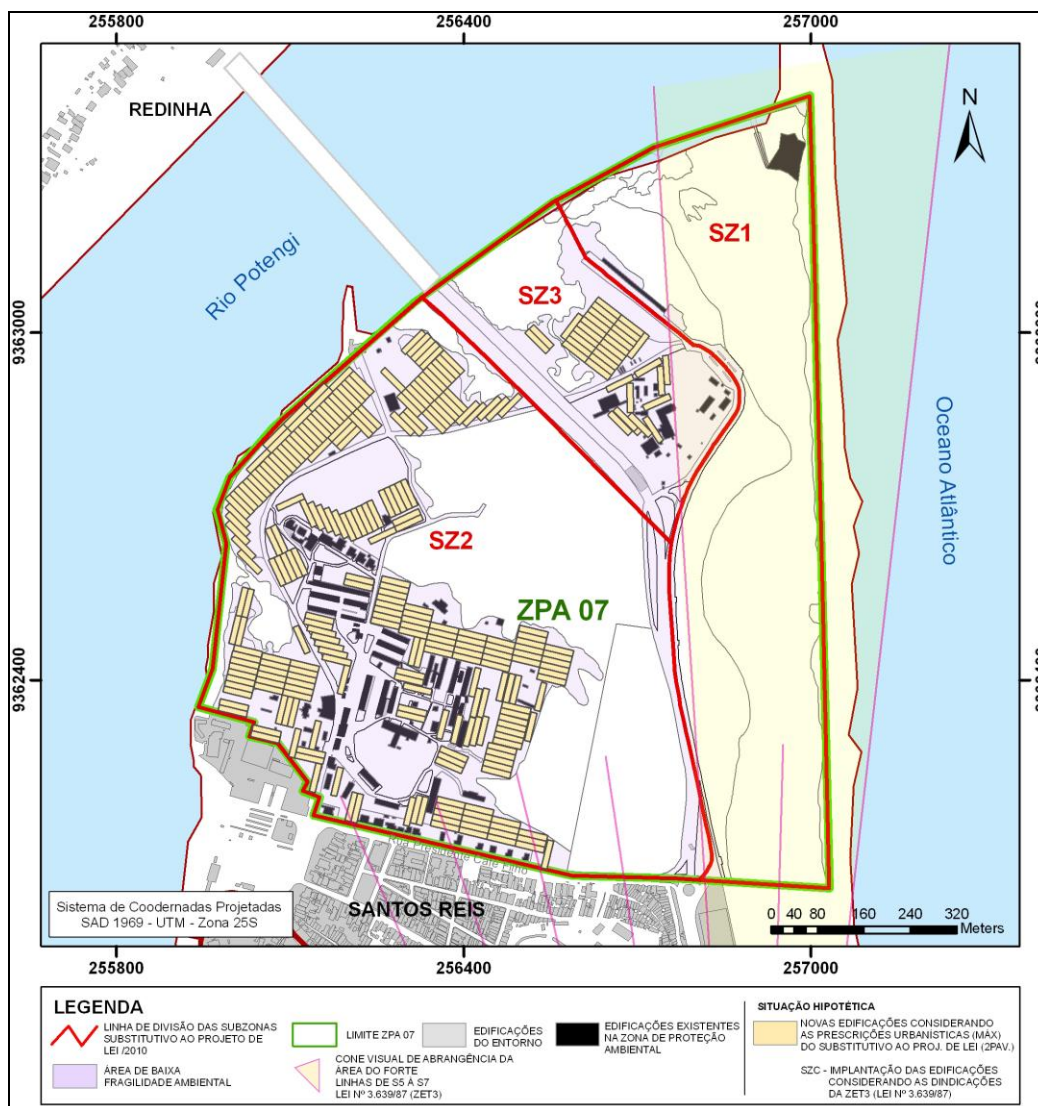 255800
256400
257000
REDINHA
N
SZ1
Rio Potengi
SZ3
9363000
Oceano Atlântico
SZ2
ZPA 07
9362400
Sistema de Coodernadas Projetadas
SAD 1969 - UTM - Zona 25S
SANTOS REIS
0 40 80 160 240 320
Meters
255800
256400
257000
LEGENDA
LINHA DE DIVISÃO DAS SUBZONAS
SUBSTITUTIVO AO PROJETO DE
LEI /2010
LIMITE ZPA 07
EDIFICAÇÕES
DO ENTORNO
EDIFICAÇÕES EXISTENTES
NA ZONA DE PROTEÇÃO
AMBIENTAL
ÁREA DE BAIXA
FRAGILIDADE AMBIENTAL
CONE VISUAL DE ABRANGÊNCIA DA
ÁREA DO FORTE
LINHAS DE S5 À S7
LEI Nº 3.639/87 (ZET3)
SITUAÇÃO HIPOTÉTICA
NOVAS EDIFICAÇÕES CONSIDERANDO
AS PRESCRIÇÕES URBANÍSTICAS (MÁX)
DO SUBSTITUTIVO AO PROJ. DE LEI (2PAV.)
SZC - IMPLANTAÇÃO DAS EDIFICAÇÕES
CONSIDERANDO AS DINDICAÇÕES
DA ZET3 (LEI Nº 3.639/87)